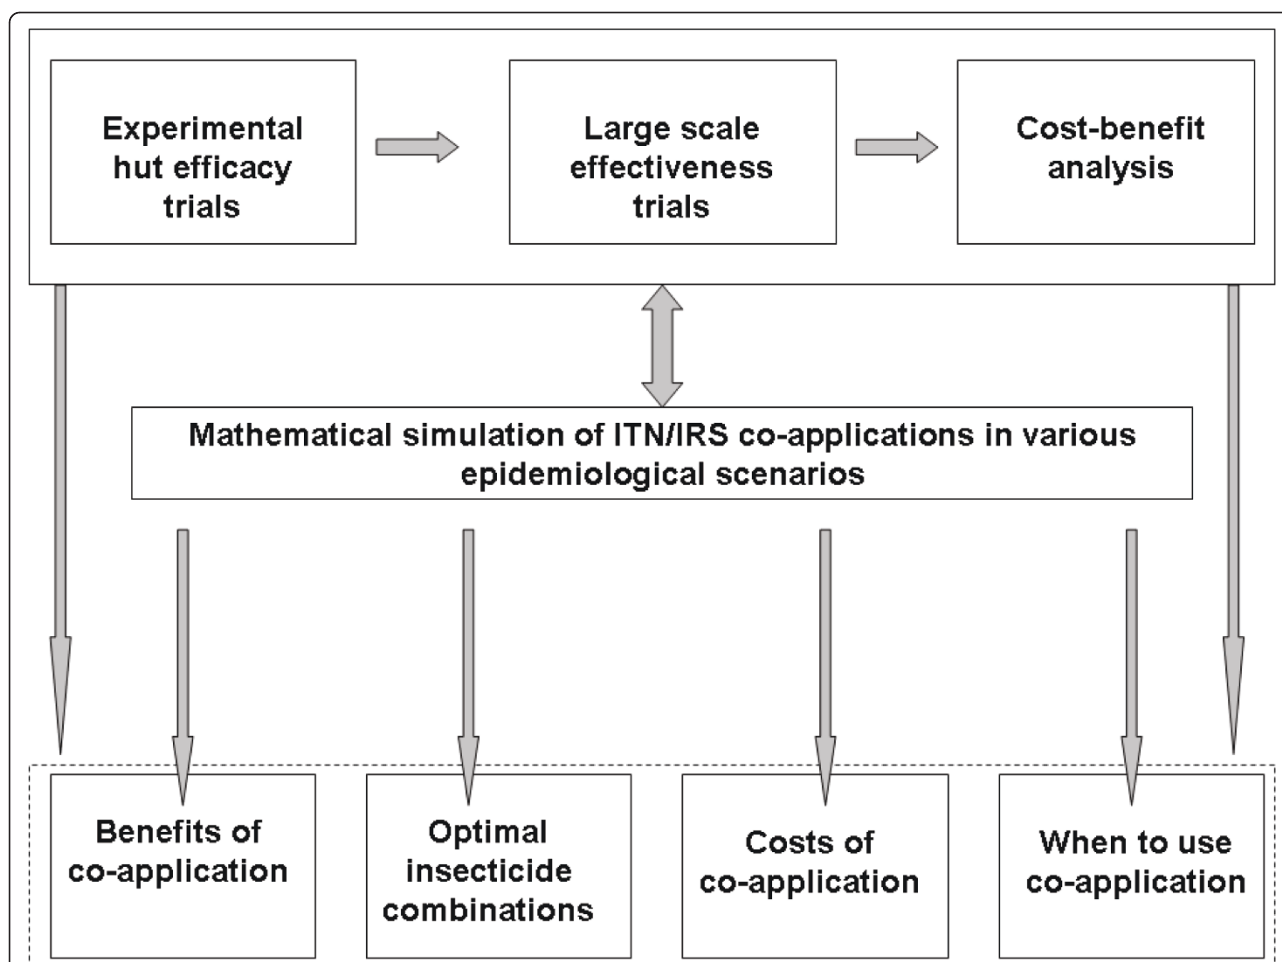 Experimental
hut efficacy
trials
Large scale
effectiveness
trials
Cost-benefit
analysis
Mathematical simulation of ITN/IRS co-applications in various
epidemiological scenarios
Benefits of
co-application
Optimal
insecticide
combinations
Costs of
co-application
When to use
co-application